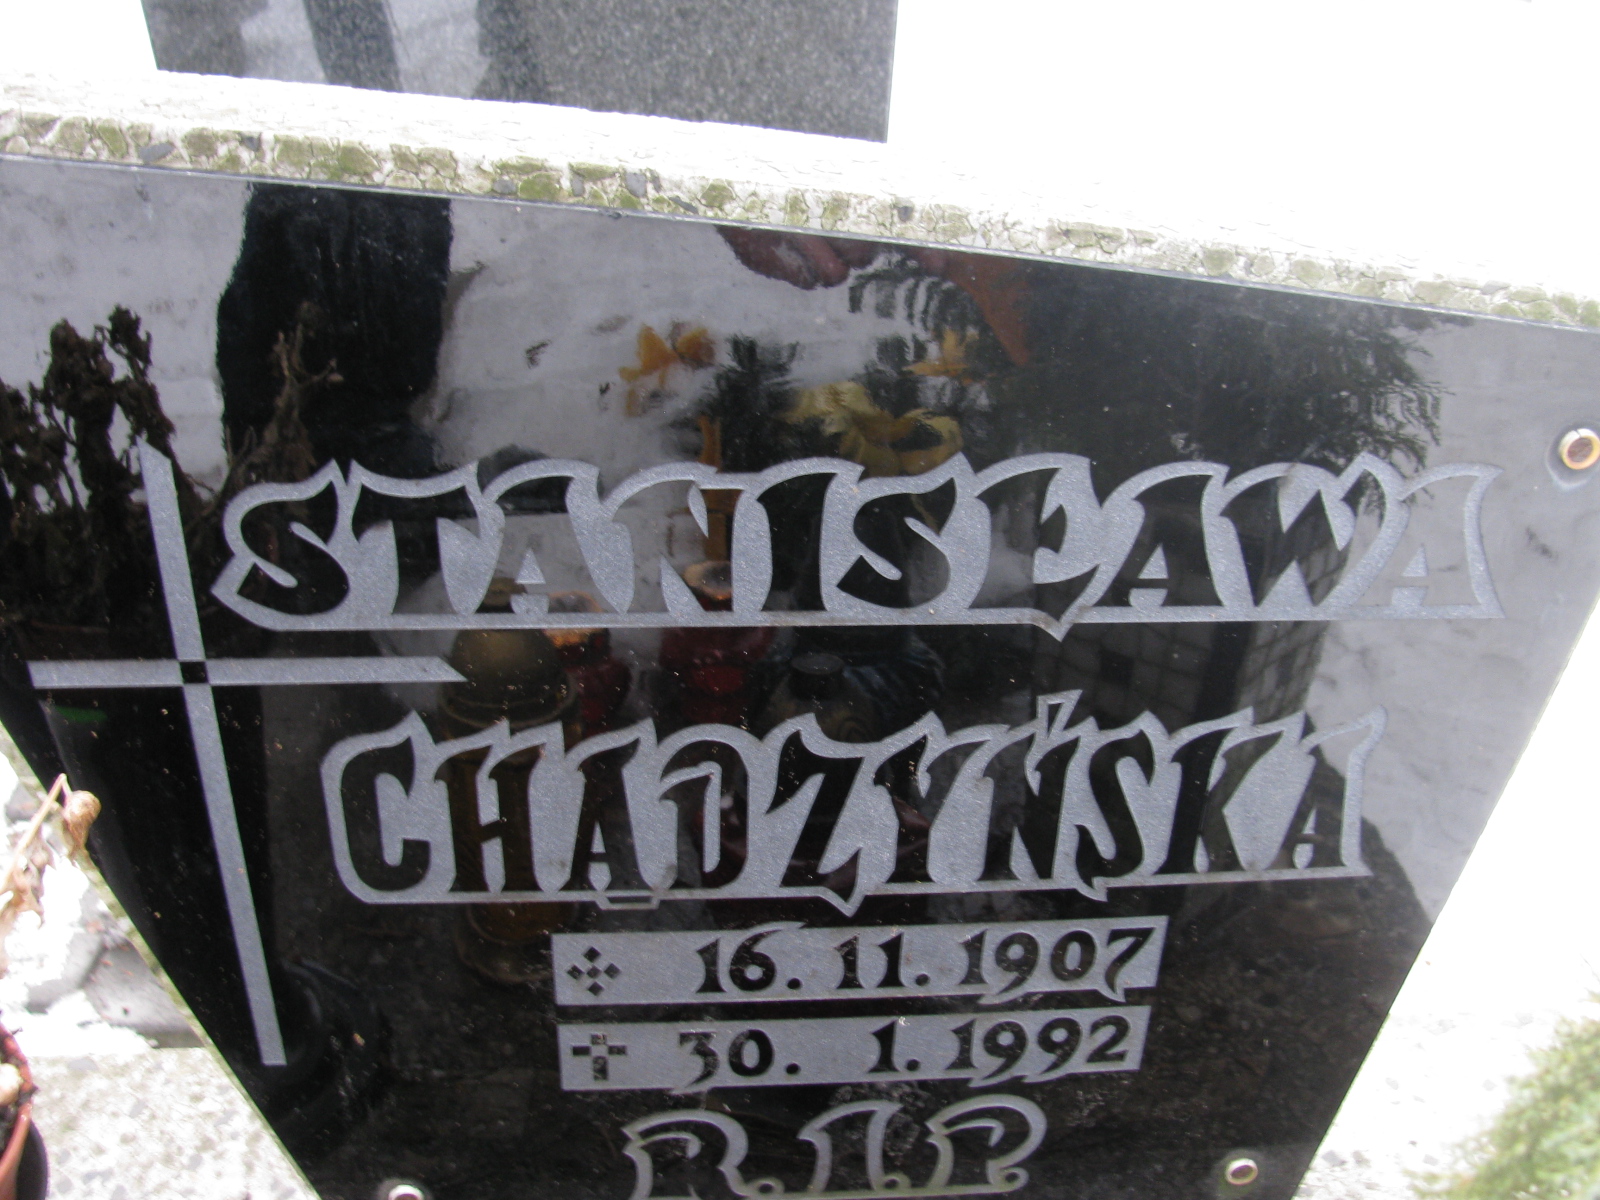 STANISŁAWA
CHĄDZYŃSKA
16. 11. 1907
30. 1. 1992
R.I.P.